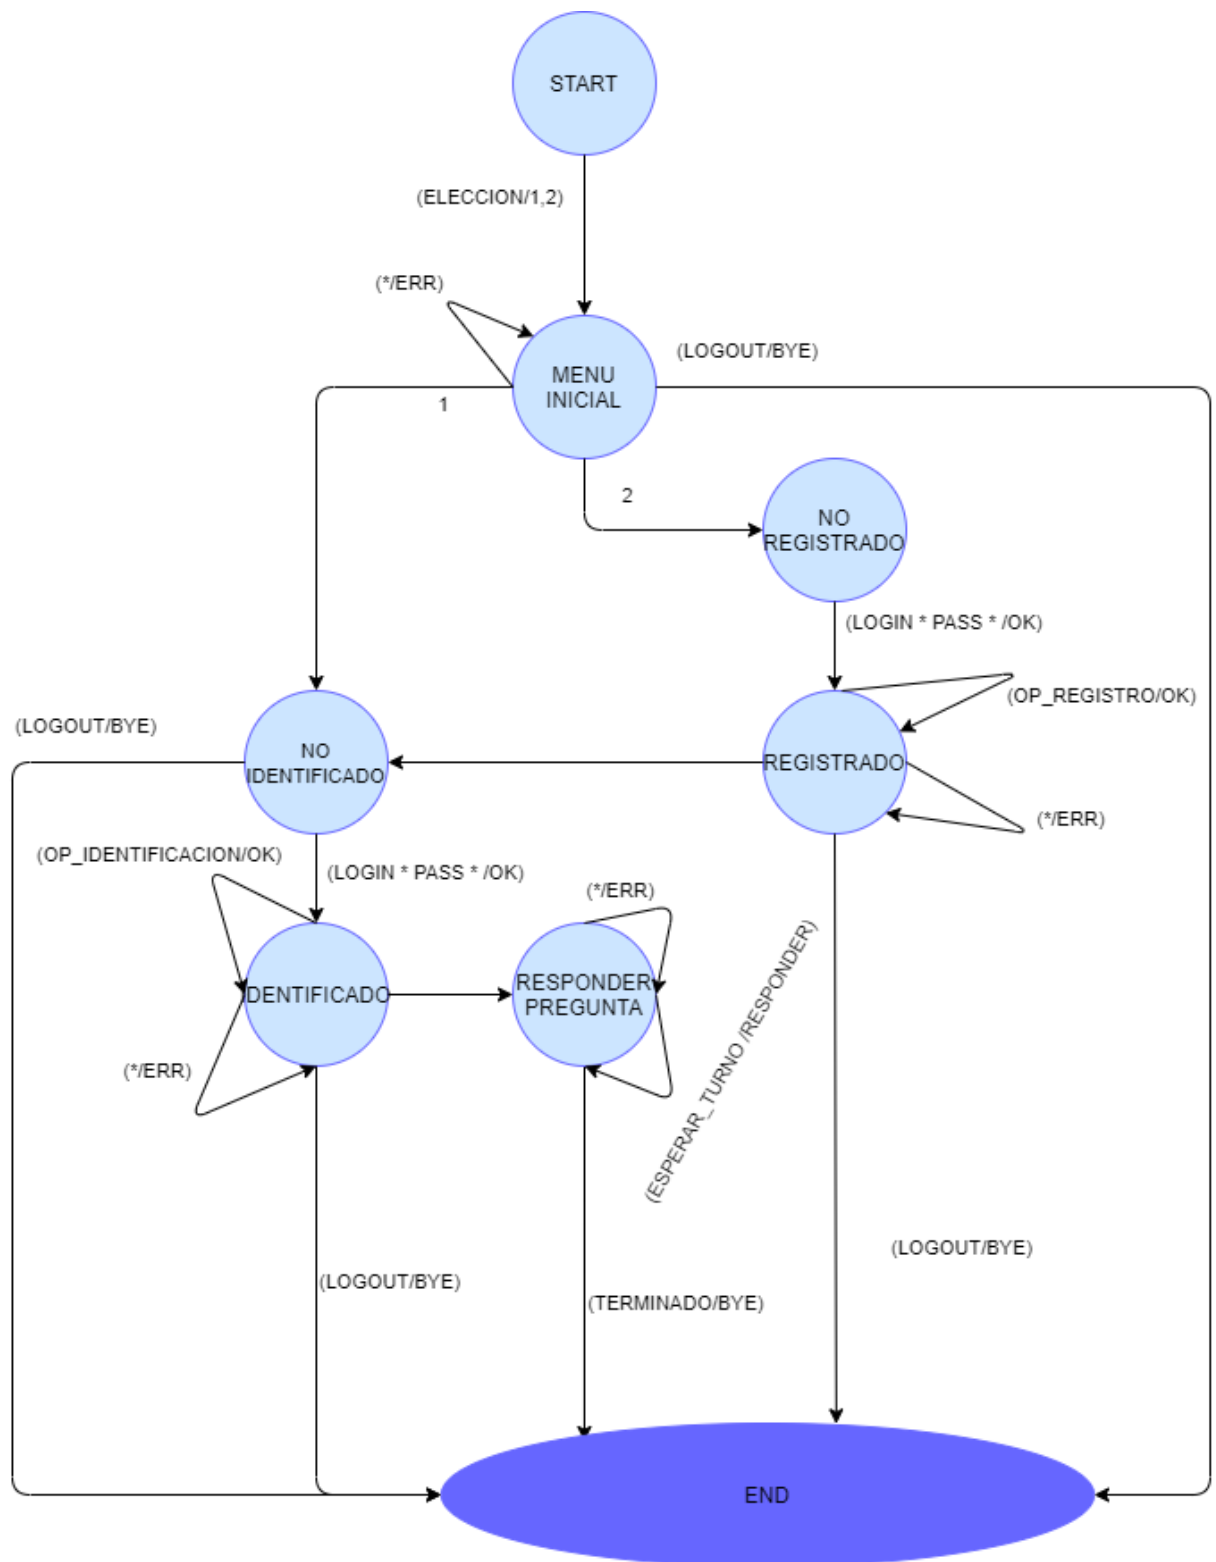 START
(ELECCION/1,2)
(*/ERR)
(LOGOUT/BYE)
MENU
INICIAL
1
2
NO
REGISTRADO
(LOGIN * PASS * /OK)
(OP_REGISTRO/OK)
(LOGOUT/BYE)
NO
IDENTIFICADO
REGISTRADO
(*/ERR)
(OP_IDENTIFICACION/OK)
(LOGIN * PASS * /OK)
(*/ERR)
IDENTIFICADO
RESPONDER
PREGUNTA
(*/ERR)
(ESPERAR_TURNO /RESPONDER)
(LOGOUT/BYE)
(LOGOUT/BYE)
(TERMINADO/BYE)
END